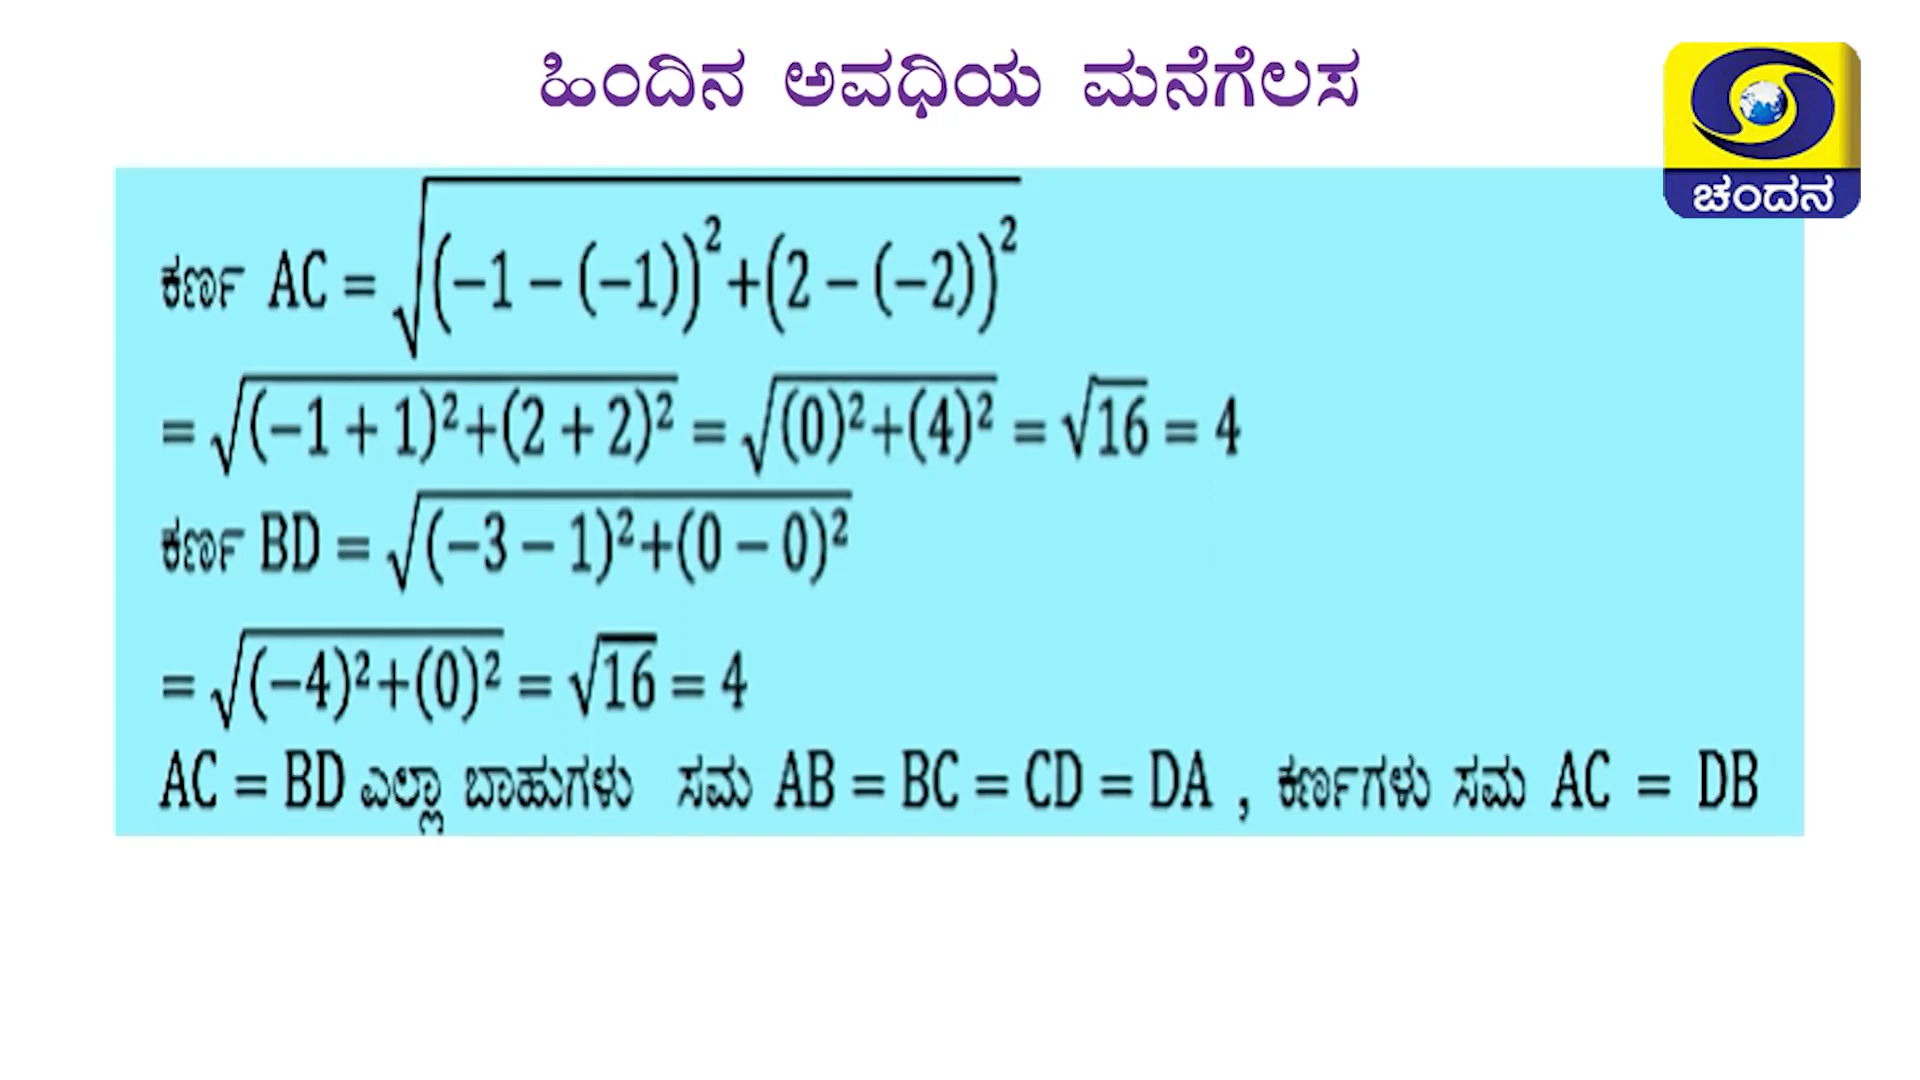 ಹಿಂದಿನ ಅವಧಿಯ ಮನೆಗೆಲಸ
ಚಂದನ
ಕರ್ಣ AC = √((−1 − (−1))²+(2 − (−2))²)
= √((−1 + 1)²+(2 + 2)²) = √((0)²+(4)²) = √16 = 4
ಕರ್ಣ BD = √((−3 − 1)²+(0 − 0)²)
= √((−4)²+(0)²) = √16 = 4
AC = BD ಎಲ್ಲಾ ಬಾಹುಗಳು ಸಮ AB = BC = CD = DA , ಕರ್ಣಗಳು ಸಮ AC = DB